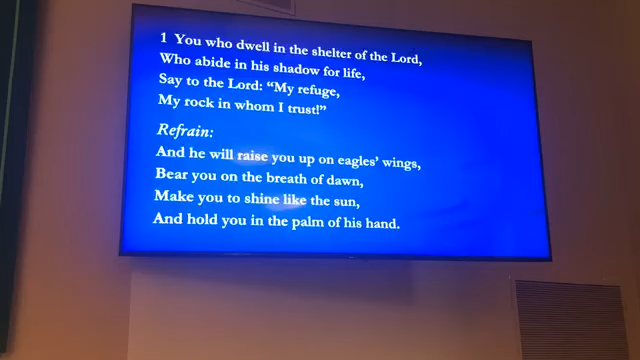 1 You who dwell in the shelter of the Lord,
Who abide in his shadow for life,
Say to the Lord: “My refuge,
My rock in whom I trust!”
Refrain:
And he will raise you up on eagles’ wings,
Bear you on the breath of dawn,
Make you to shine like the sun,
And hold you in the palm of his hand.